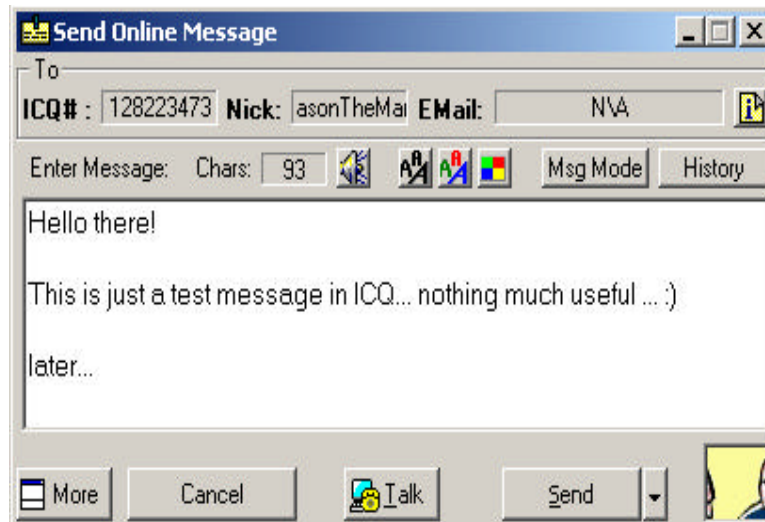 Send Online Message
To
ICQ# : 128223473 Nick: asonTheMar EMail: N\A
Enter Message: Chars: 93 Msg Mode History
Hello there!
This is just a test message in ICQ... nothing much useful ... :)
later...
More Cancel Talk Send